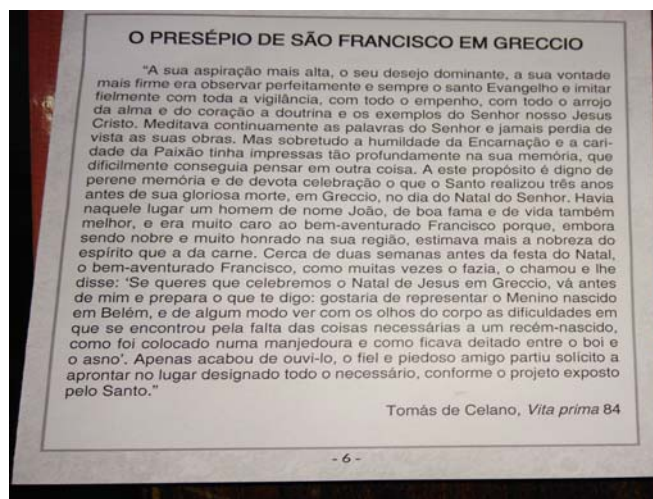 O PRESÉPIO DE SÃO FRANCISCO EM GRECCIO
"A sua aspiração mais alta, o seu desejo dominante, a sua vontade
mais firme era observar perfeitamente e sempre o santo Evangelho e imitar
fielmente com toda a vigilância, com todo o empenho, com todo o arrojo
da alma e do coração a doutrina e os exemplos do Senhor nosso Jesus
Cristo. Meditava continuamente as palavras do Senhor e jamais perdia de
vista as suas obras. Mas sobretudo a humildade da Encarnação e a cari-
dade da Paixão tinha impressas tão profundamente na sua memória, que
dificilmente conseguia pensar em outra coisa. A este propósito é digno de
perene memória e de devota celebração o que o Santo realizou três anos
antes de sua gloriosa morte, em Greccio, no dia do Natal do Senhor. Havia
naquele lugar um homem de nome João, de boa fama e de vida também
melhor, e era muito caro ao bem-aventurado Francisco porque, embora
sendo nobre e muito honrado na sua região, estimava mais a nobreza do
espírito que a da carne. Cerca de duas semanas antes da festa do Natal,
o bem-aventurado Francisco, como muitas vezes o fazia, o chamou e lhe
disse: 'Se queres que celebremos o Natal de Jesus em Greccio, vá antes
de mim e prepara o que te digo: gostaria de representar o Menino nascido
em Belém, e de algum modo ver com os olhos do corpo as dificuldades em
que se encontrou pela falta das coisas necessárias a um recém-nascido,
como foi colocado numa manjedoura e como ficava deitado entre o boi e
o asno'. Apenas acabou de ouvi-lo, o fiel e piedoso amigo partiu solícito a
aprontar no lugar designado todo o necessário, conforme o projeto exposto
pelo Santo."
Tomás de Celano, Vita prima 84
- 6 -